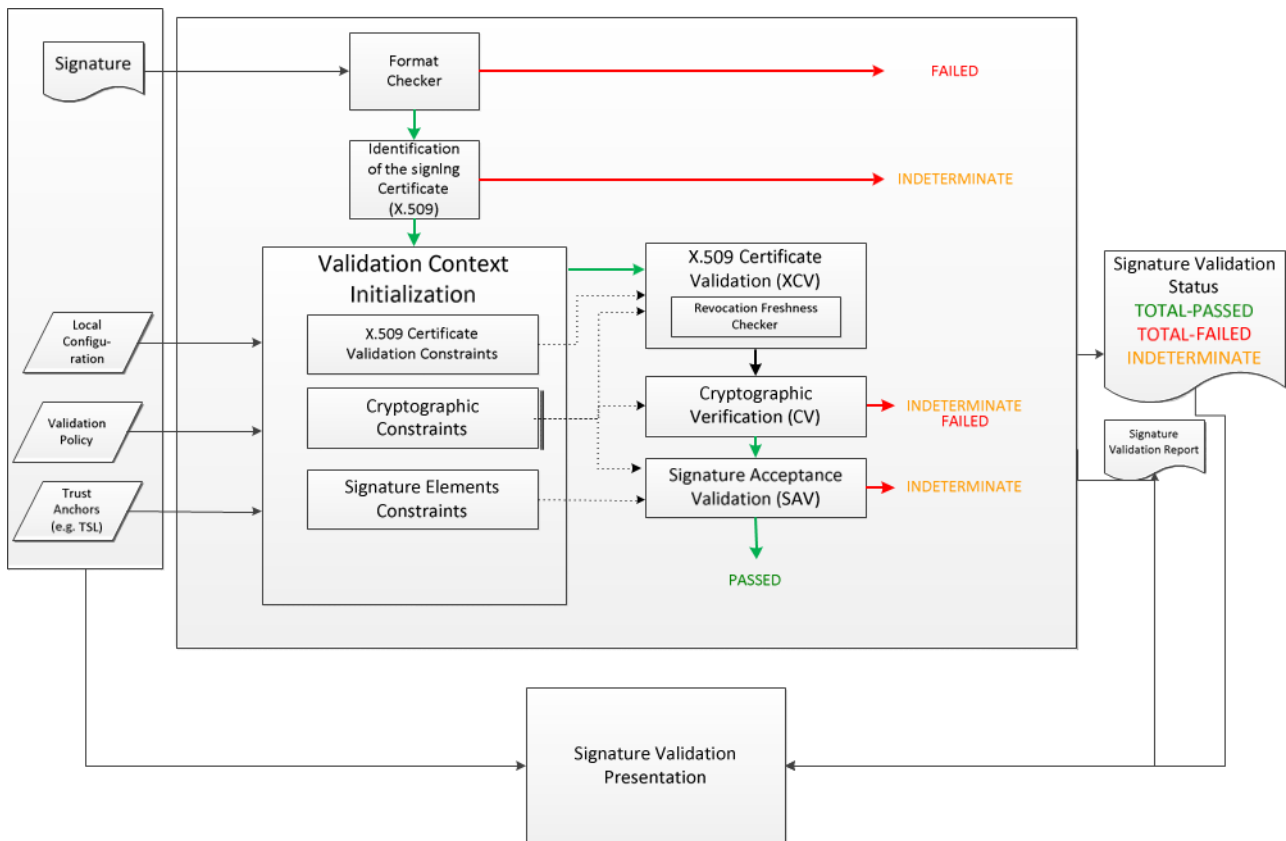 Signature
Format
Checker
FAILED
Identification
of the signIng
Certificate
(X.509)
INDETERMINATE
Validation Context
Initialization
X.509 Certificate
Validation Constraints
Cryptographic
Constraints
Signature Elements
Constraints
Local
Configu-
ration
Validation
Policy
Trust
Anchors
(e.g. TSL)
X.509 Certificate
Validation (XCV)
Revocation Freshness
Checker
Cryptographic
Verification (CV)
INDETERMINATE
FAILED
Signature Acceptance
Validation (SAV)
INDETERMINATE
PASSED
Signature Validation
Status
TOTAL-PASSED
TOTAL-FAILED
INDETERMINATE
Signature
Validation Report
Signature Validation
Presentation